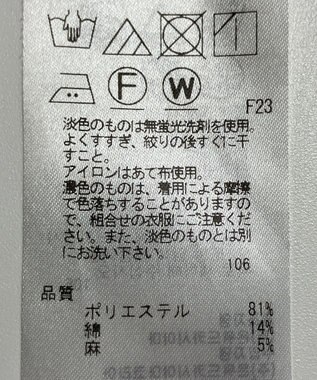 F W F23
淡色のものは無蛍光洗剤を使用。
よくすすぎ、絞りの後すぐに干
すこと。
アイロンはあて布使用。
濃色のものは、着用による摩擦
で色落ちすることがありますの
で、組合せの衣服にご注意くださ
い。また、淡色のものとは別
にお洗い下さい。
106
品質
ポリエステル 81%
綿 14%
麻 5%